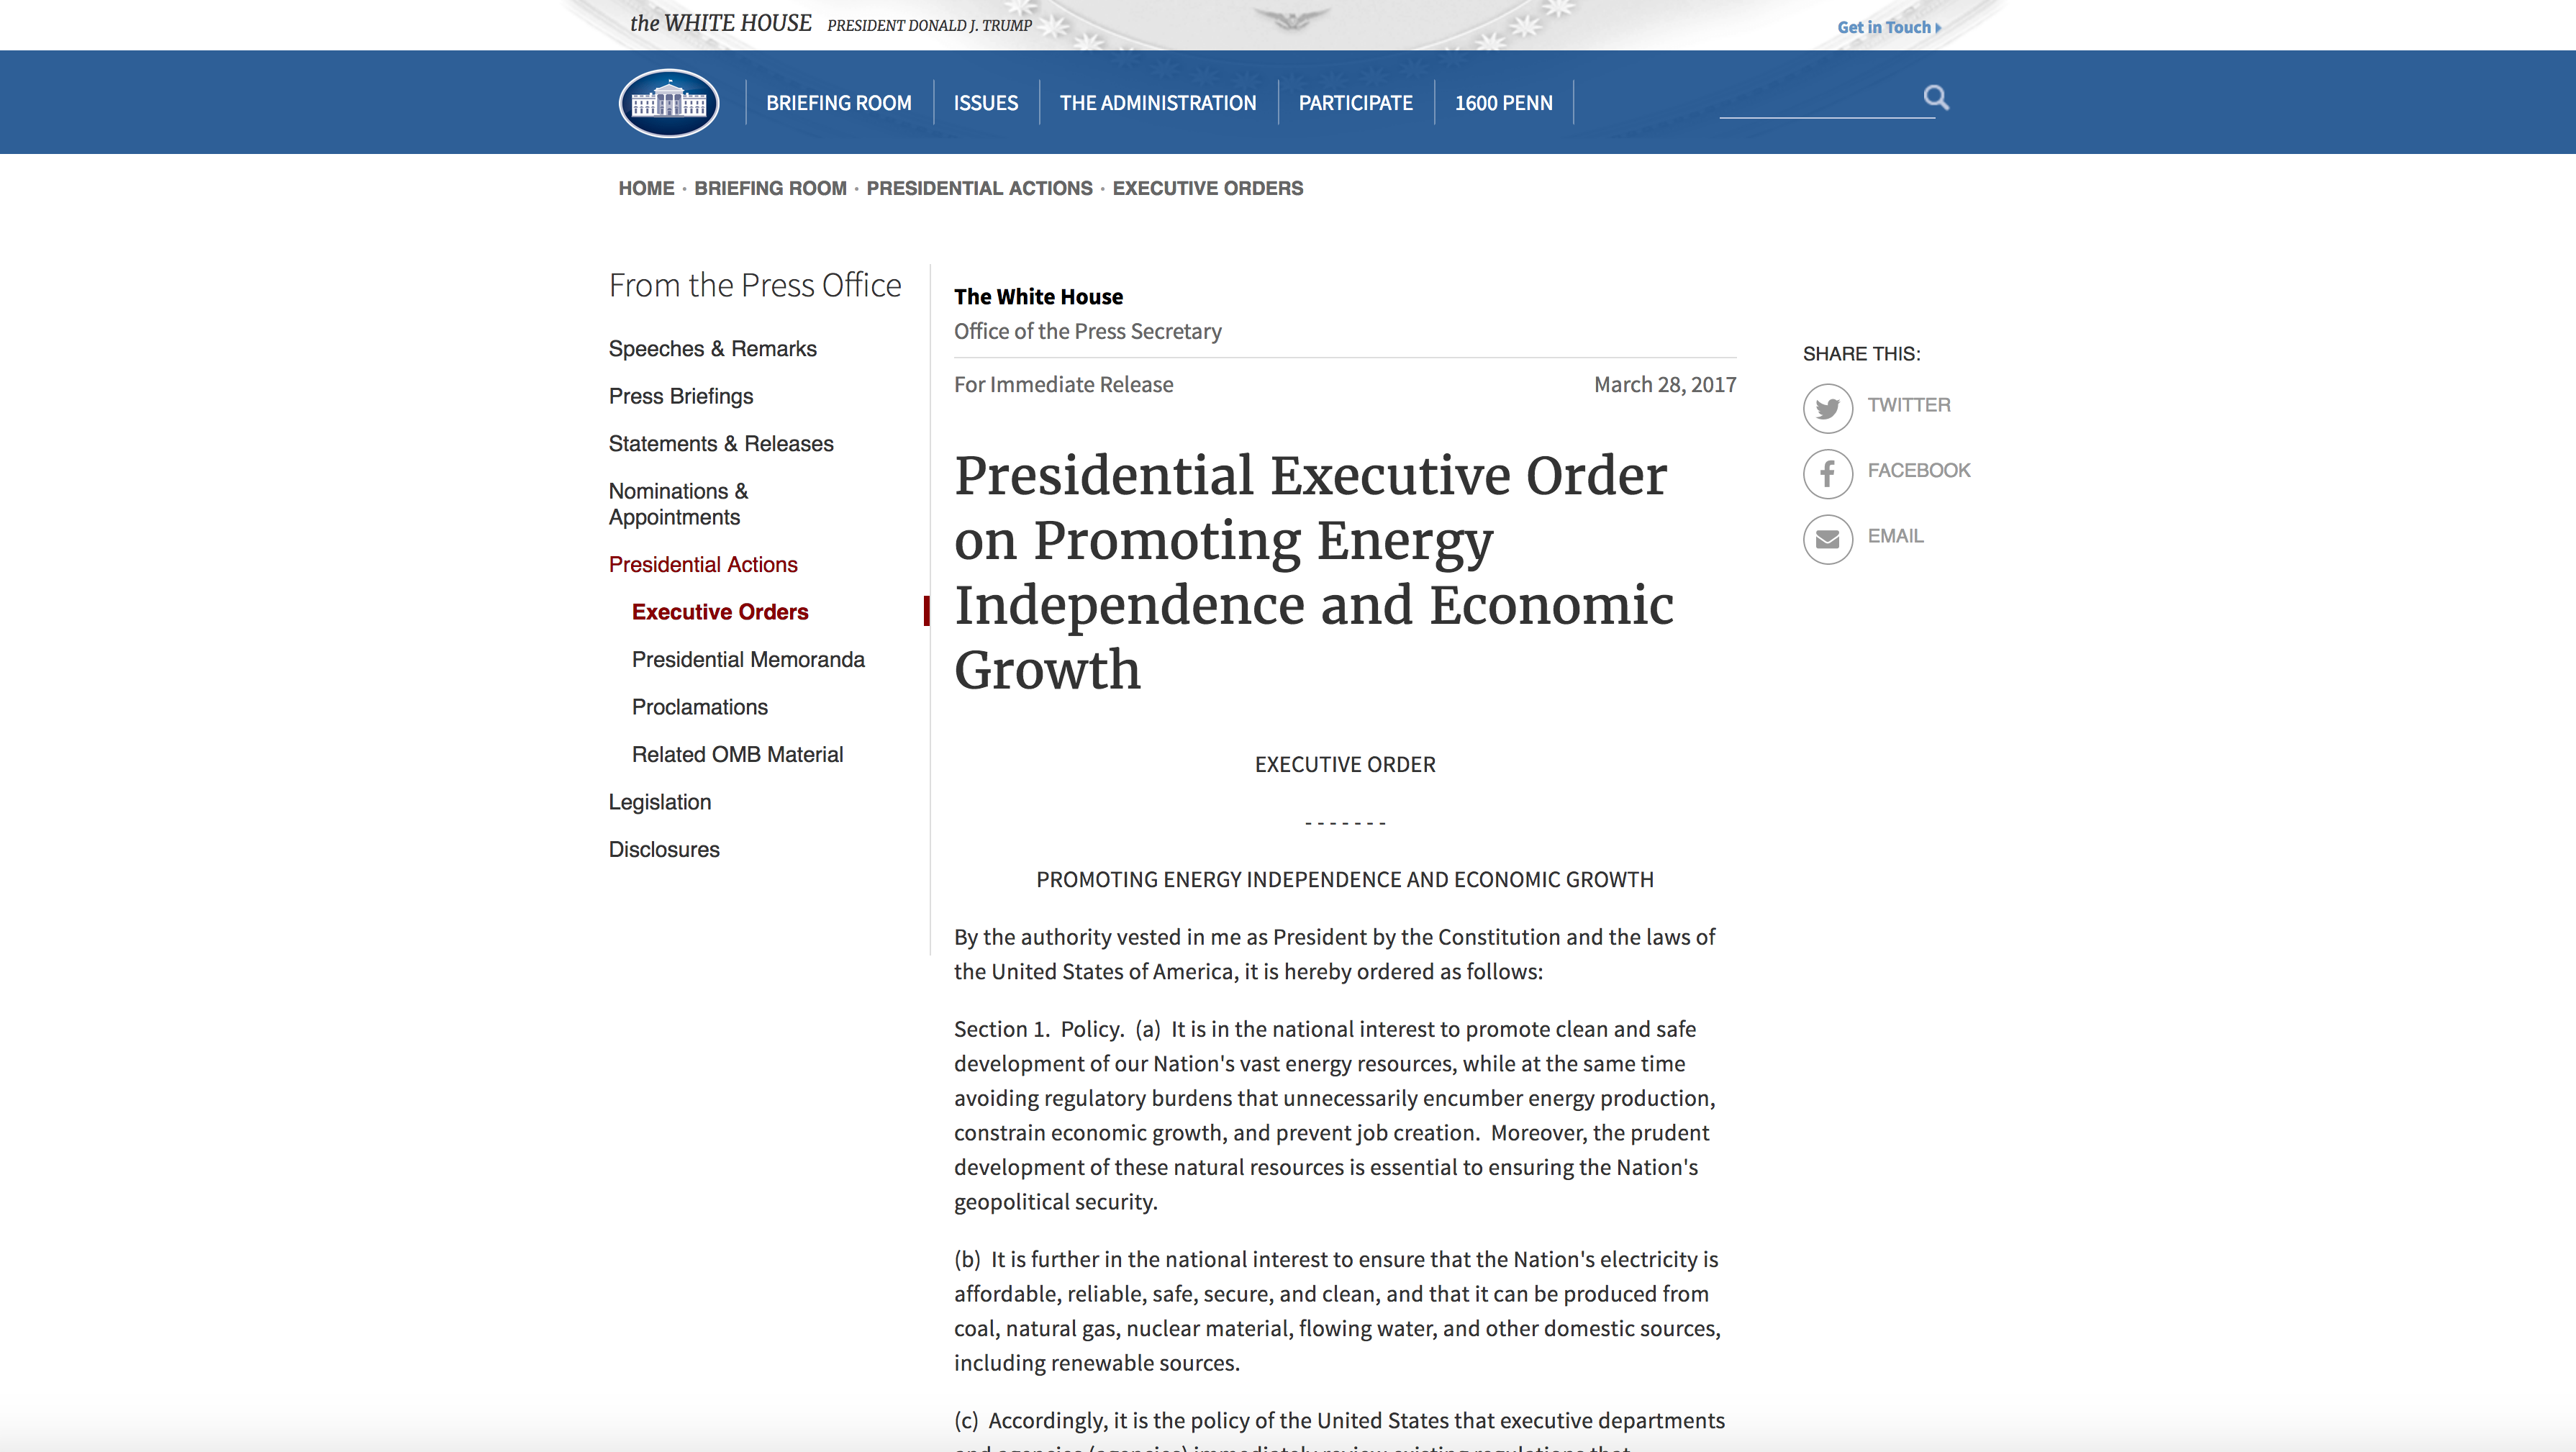 the WHITE HOUSE PRESIDENT DONALD J. TRUMP
Get in Touch
BRIEFING ROOM
ISSUES
THE ADMINISTRATION
PARTICIPATE
1600 PENN
HOME · BRIEFING ROOM · PRESIDENTIAL ACTIONS · EXECUTIVE ORDERS
From the Press Office
Speeches & Remarks
Press Briefings
Statements & Releases
Nominations &
Appointments
Presidential Actions
Executive Orders
Presidential Memoranda
Proclamations
Related OMB Material
Legislation
Disclosures
The White House
Office of the Press Secretary
For Immediate Release
March 28, 2017
Presidential Executive Order
on Promoting Energy
Independence and Economic
Growth
EXECUTIVE ORDER
- - - - - - -
PROMOTING ENERGY INDEPENDENCE AND ECONOMIC GROWTH
By the authority vested in me as President by the Constitution and the laws of
the United States of America, it is hereby ordered as follows:
Section 1.  Policy.  (a)  It is in the national interest to promote clean and safe
development of our Nation's vast energy resources, while at the same time
avoiding regulatory burdens that unnecessarily encumber energy production,
constrain economic growth, and prevent job creation.  Moreover, the prudent
development of these natural resources is essential to ensuring the Nation's
geopolitical security.
(b)  It is further in the national interest to ensure that the Nation's electricity is
affordable, reliable, safe, secure, and clean, and that it can be produced from
coal, natural gas, nuclear material, flowing water, and other domestic sources,
including renewable sources.
(c)  Accordingly, it is the policy of the United States that executive departments
and agencies (agencies) immediately review existing regulations that
SHARE THIS:
TWITTER
FACEBOOK
EMAIL